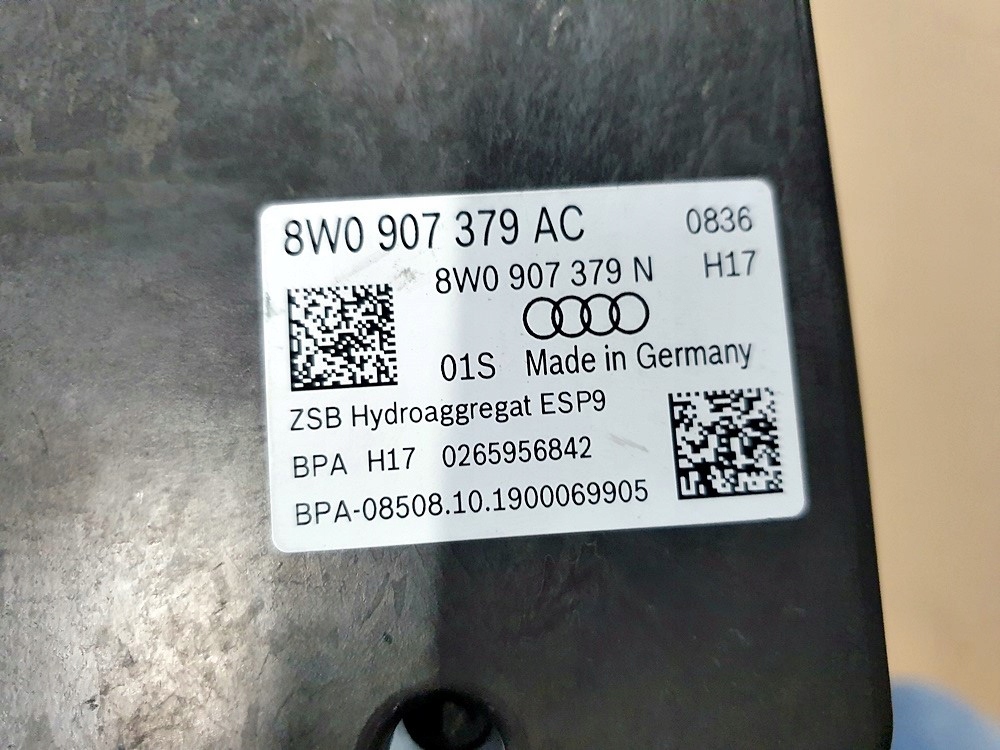 8W0 907 379 AC 0836
8W0 907 379 N H17
01S Made in Germany
ZSB Hydroaggregat ESP9
BPA H17 0265956842
BPA-08508.10.1900069905